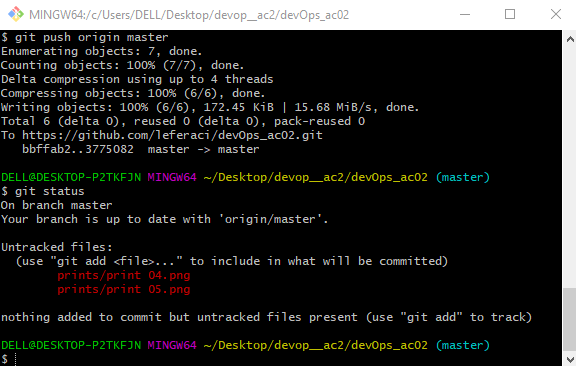 MINGW64:/c/Users/DELL/Desktop/devop__ac2/devOps_ac02
$ git push origin master
Enumerating objects: 7, done.
Counting objects: 100% (7/7), done.
Delta compression using up to 4 threads
Compressing objects: 100% (6/6), done.
Writing objects: 100% (6/6), 172.45 KiB | 15.68 MiB/s, done.
Total 6 (delta 0), reused 0 (delta 0), pack-reused 0
To https://github.com/leferaci/devOps_ac02.git
   bbffab2..3775082  master -> master
DELL@DESKTOP-P2TKFJN MINGW64 ~/Desktop/devop__ac2/devOps_ac02 (master)
$ git status
On branch master
Your branch is up to date with 'origin/master'.
Untracked files:
  (use "git add <file>..." to include in what will be committed)
        prints/print 04.png
        prints/print 05.png
nothing added to commit but untracked files present (use "git add" to track)
DELL@DESKTOP-P2TKFJN MINGW64 ~/Desktop/devop__ac2/devOps_ac02 (master)
$